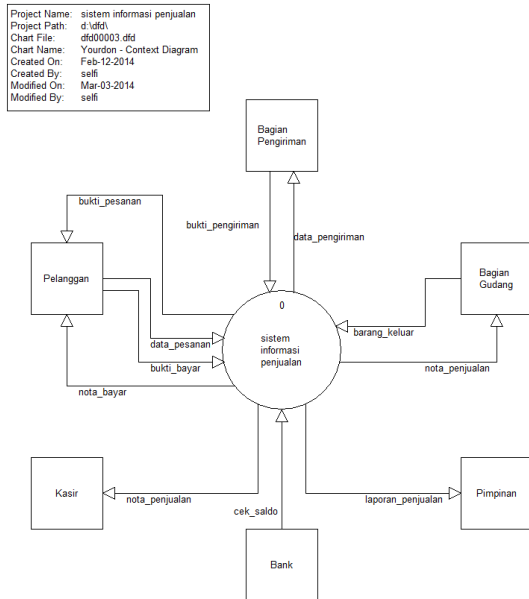 Project Name: sistem informasi penjualan
Project Path: d:\dfd\
Chart File: dfd00003.dfd
Chart Name: Yourdon - Context Diagram
Created On: Feb-12-2014
Created By: selfi
Modified On: Mar-03-2014
Modified By: selfi
Bagian
Pengiriman
bukti_pesanan
bukti_pengiriman
data_pengiriman
Pelanggan
Bagian
Gudang
0
sistem
informasi
penjualan
data_pesanan
bukti_bayar
barang_keluar
nota_penjualan
nota_bayar
Kasir
nota_penjualan
cek_saldo
laporan_penjualan
Pimpinan
Bank